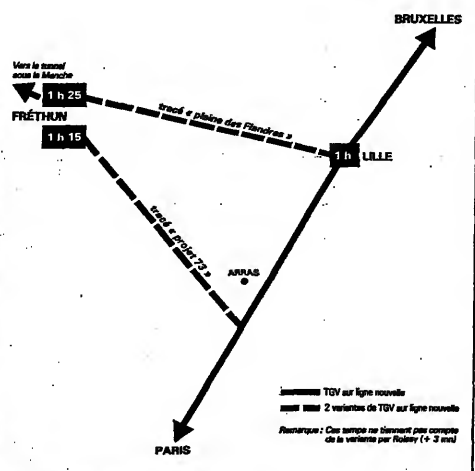 BRUXELLES
Vers le tunnel
sous la Manche
1 h 25
FRÉTHUN
1 h 15
tracé « plaine des Flandres »
1 h
LILLE
tracé « projet 73 »
ARRAS
PARIS
TGV sur ligne nouvelle
2 variantes de TGV sur ligne nouvelle
Remarque : Ces temps ne tiennent pas compte
de la variante par Roissy (+ 3 mn)